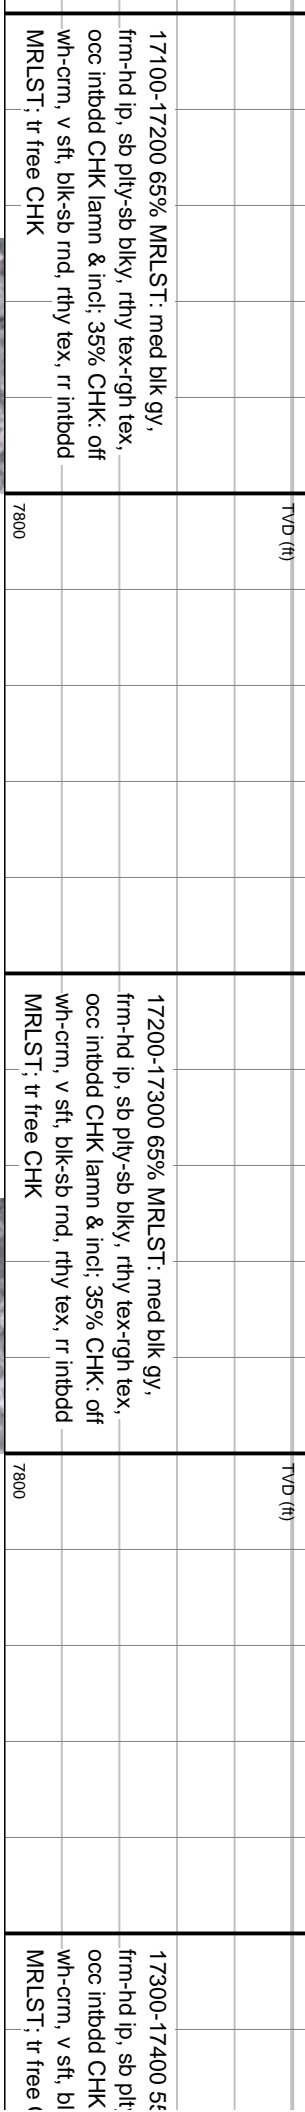 17100-17200 65% MRLST: med blk gy,
frm-hd ip, sb plty-sb blky, rthy tex-rgh tex,
occ intbdd CHK lamn & incl; 35% CHK: off
wh-crm, v sft, blk-sb rnd, rthy tex, rr intbdd
MRLST; tr free CHK
TVD (ft)
7800
17200-17300 65% MRLST: med blk gy,
frm-hd ip, sb plty-sb blky, rthy tex-rgh tex,
occ intbdd CHK lamn & incl; 35% CHK: off
wh-crm, v sft, blk-sb rnd, rthy tex, rr intbdd
MRLST; tr free CHK
TVD (ft)
7800
17300-17400 55
frm-hd ip, sb plty
occ intbdd CHK
wh-crm, v sft, bl
MRLST; tr free